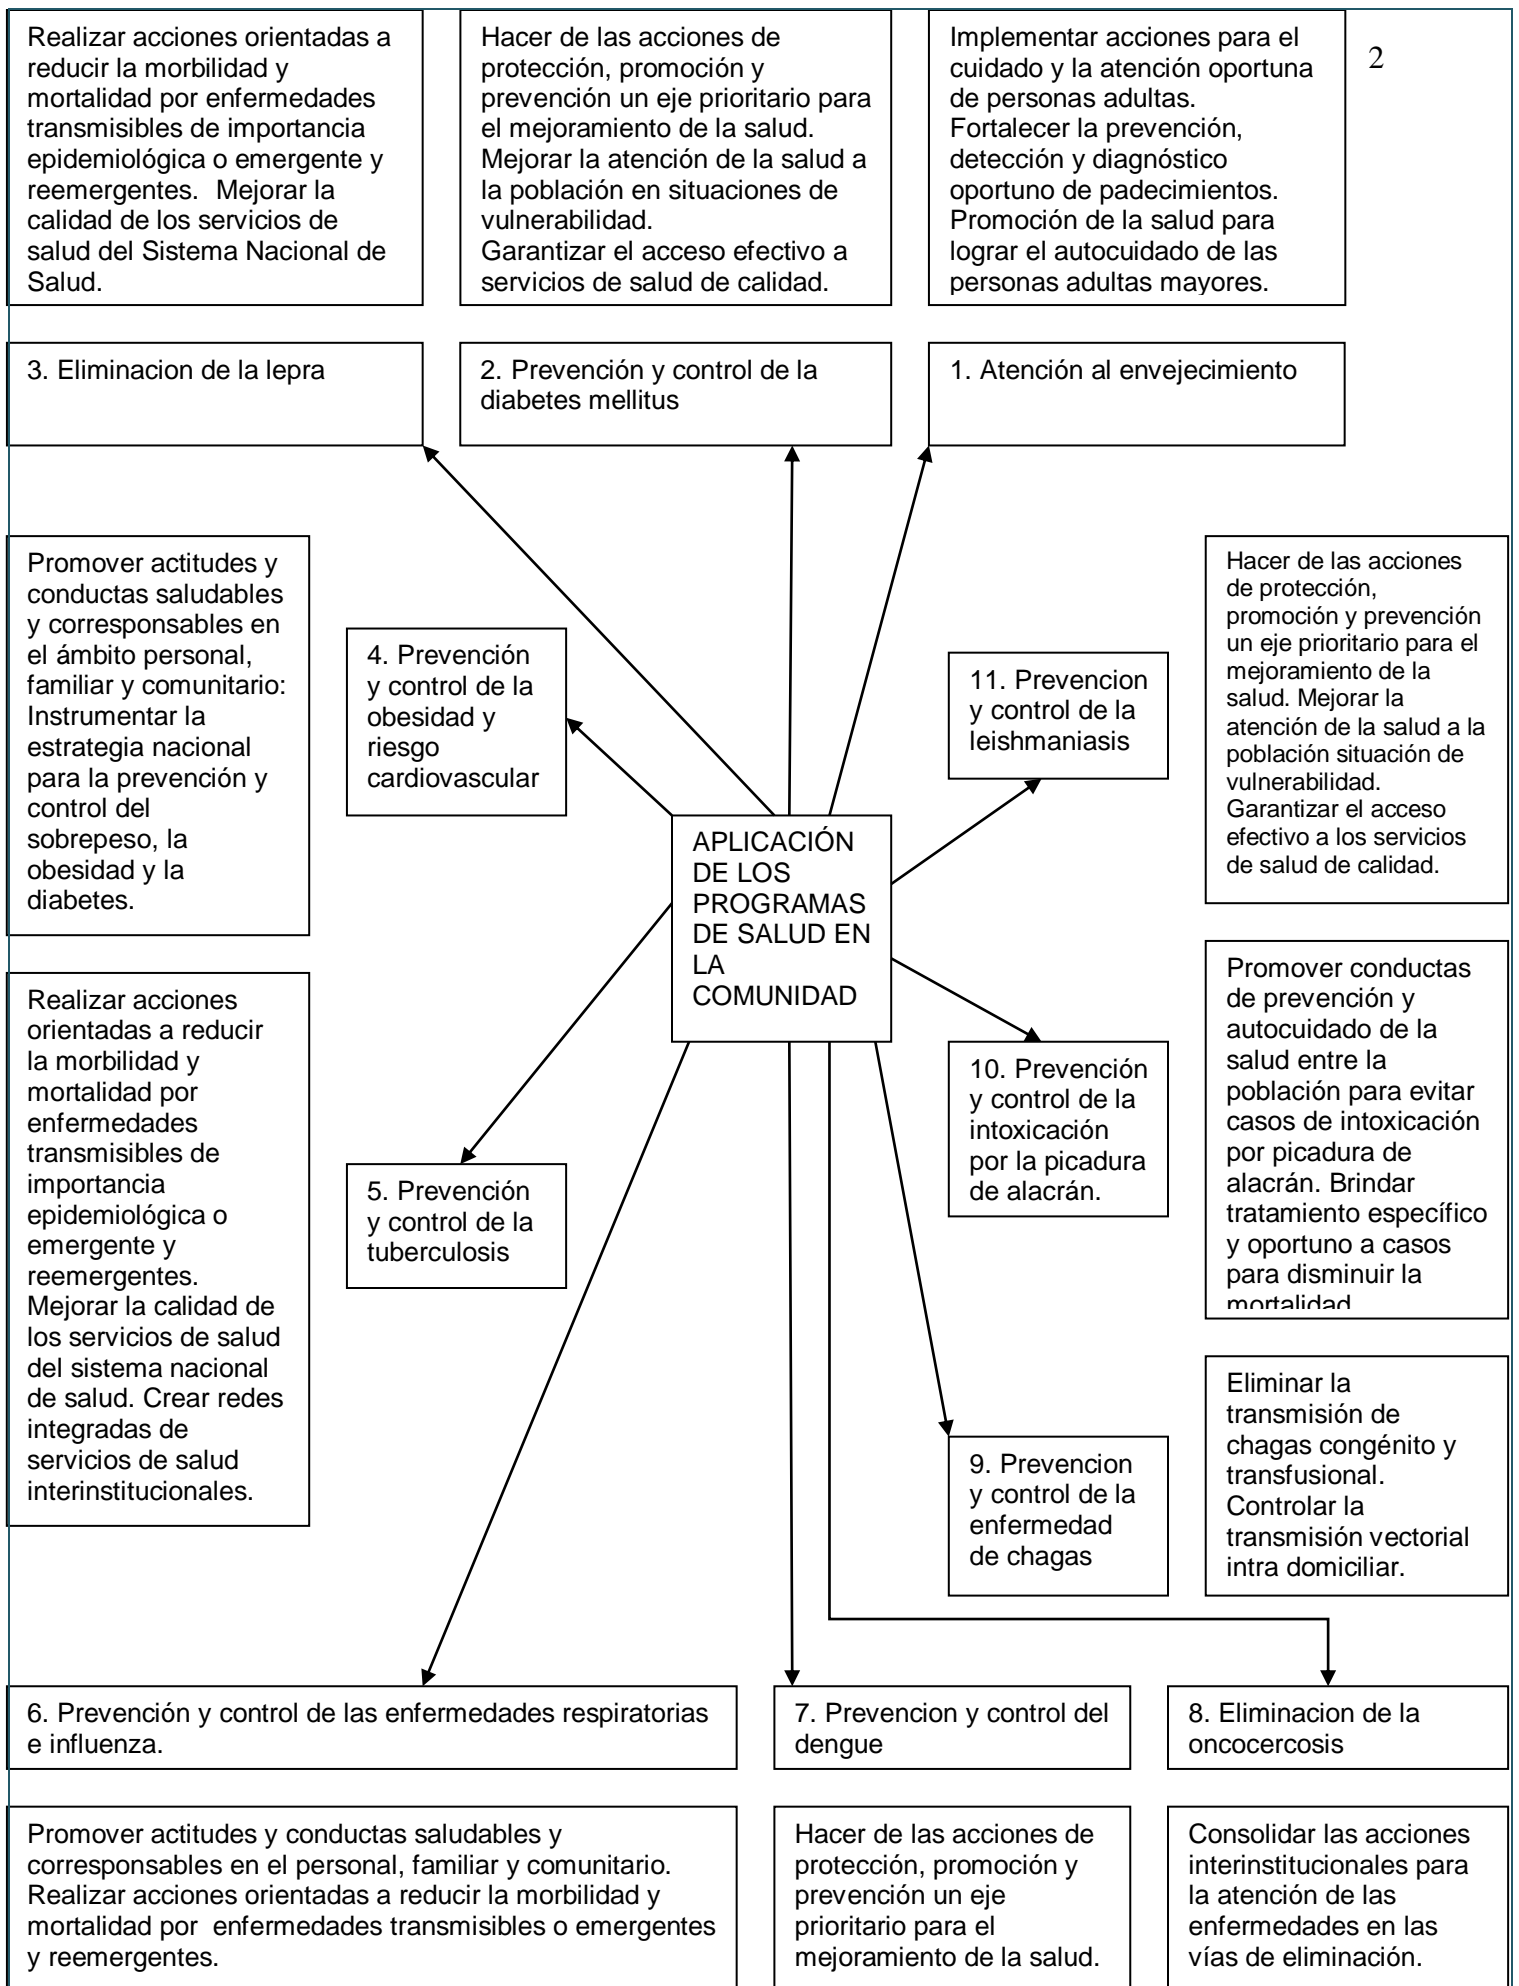 2
Realizar acciones orientadas a
reducir la morbilidad y
mortalidad por enfermedades
transmisibles de importancia
epidemiológica o emergente y
reemergentes.  Mejorar la
calidad de los servicios de
salud del Sistema Nacional de
Salud.
Hacer de las acciones de
protección, promoción y
prevención un eje prioritario para
el mejoramiento de la salud.
Mejorar la atención de la salud a
la población en situaciones de
vulnerabilidad.
Garantizar el acceso efectivo a
servicios de salud de calidad.
Implementar acciones para el
cuidado y la atención oportuna
de personas adultas.
Fortalecer la prevención,
detección y diagnóstico
oportuno de padecimientos.
Promoción de la salud para
lograr el autocuidado de las
personas adultas mayores.
3. Eliminacion de la lepra
2. Prevención y control de la
diabetes mellitus
1. Atención al envejecimiento
Promover actitudes y
conductas saludables
y corresponsables en
el ámbito personal,
familiar y comunitario:
Instrumentar la
estrategia nacional
para la prevención y
control del
sobrepeso, la
obesidad y la
diabetes.
4. Prevención
y control de la
obesidad y
riesgo
cardiovascular
11. Prevencion
y control de la
leishmaniasis
Hacer de las acciones
de protección,
promoción y prevención
un eje prioritario para el
mejoramiento de la
salud. Mejorar la
atención de la salud a la
población situación de
vulnerabilidad.
Garantizar el acceso
efectivo a los servicios
de salud de calidad.
APLICACIÓN
DE LOS
PROGRAMAS
DE SALUD EN
LA
COMUNIDAD
Realizar acciones
orientadas a reducir
la morbilidad y
mortalidad por
enfermedades
transmisibles de
importancia
epidemiológica o
emergente y
reemergentes.
Mejorar la calidad de
los servicios de salud
del sistema nacional
de salud. Crear redes
integradas de
servicios de salud
interinstitucionales.
5. Prevención
y control de la
tuberculosis
10. Prevención
y control de la
intoxicación
por la picadura
de alacrán.
Promover conductas
de prevención y
autocuidado de la
salud entre la
población para evitar
casos de intoxicación
por picadura de
alacrán. Brindar
tratamiento específico
y oportuno a casos
para disminuir la
mortalidad
9. Prevencion
y control de la
enfermedad
de chagas
Eliminar la
transmisión de
chagas congénito y
transfusional.
Controlar la
transmisión vectorial
intra domiciliar.
6. Prevención y control de las enfermedades respiratorias
e influenza.
7. Prevencion y control del
dengue
8. Eliminacion de la
oncocercosis
Promover actitudes y conductas saludables y
corresponsables en el personal, familiar y comunitario.
Realizar acciones orientadas a reducir la morbilidad y
mortalidad por  enfermedades transmisibles o emergentes
y reemergentes.
Hacer de las acciones de
protección, promoción y
prevención un eje
prioritario para el
mejoramiento de la salud.
Consolidar las acciones
interinstitucionales para
la atención de las
enfermedades en las
vías de eliminación.